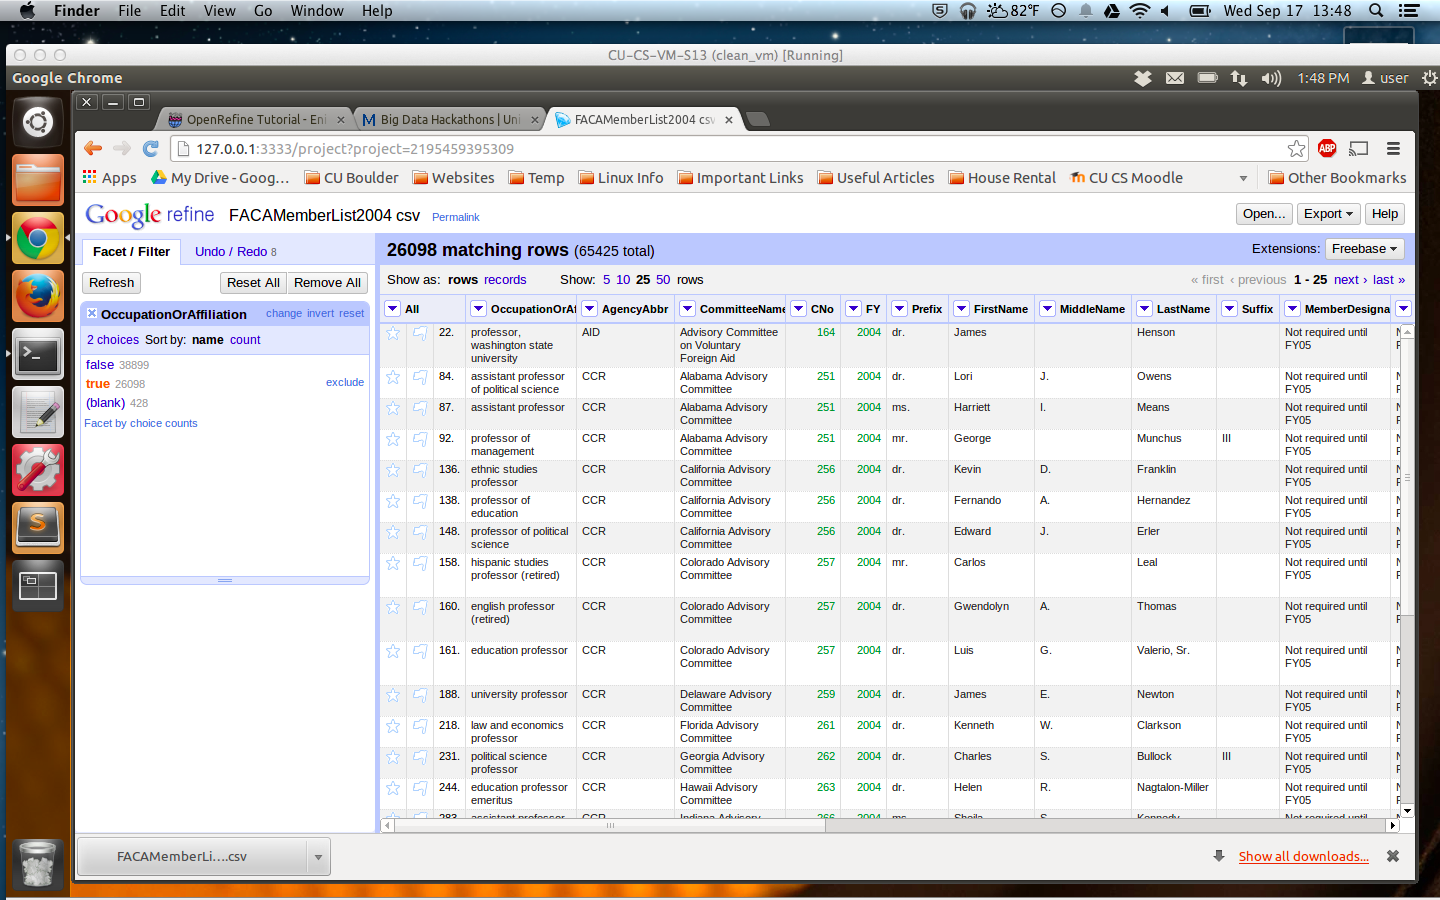 Finder File Edit View Go Window Help 82°F Wed Sep 17 13:48
CU-CS-VM-S13 (clean_vm) [Running]
Google Chrome 1:48 PM user
OpenRefine Tutorial - Eni Big Data Hackathons | Uni FACAMemberList2004 csv
127.0.0.1:3333/project?project=2195459395309 ABP
Apps My Drive - Goog... CU Boulder Websites Temp Linux Info Important Links Useful Articles House Rental CU CS Moodle Other Bookmarks
Google refine FACAMemberList2004 csv Permalink Open... Export Help
Facet / Filter Undo / Redo 8 26098 matching rows (65425 total) Extensions: Freebase
Refresh Reset All Remove All Show as: rows records Show: 5 10 25 50 rows « first ‹ previous 1 - 25 next › last »
OccupationOrAffiliation change invert reset
2 choices Sort by: name count
false 38899
true 26098 exclude
(blank) 428
Facet by choice counts
All OccupationOrAf AgencyAbbr CommitteeName CNo FY Prefix FirstName MiddleName LastName Suffix MemberDesigna
22. professor, AID Advisory Committee 164 2004 dr. James Henson Not required until
washington state on Voluntary FY05
university Foreign Aid
84. assistant professor CCR Alabama Advisory 251 2004 dr. Lori J. Owens Not required until
of political science Committee FY05
87. assistant professor CCR Alabama Advisory 251 2004 ms. Harriett I. Means Not required until
Committee FY05
92. professor of CCR Alabama Advisory 251 2004 mr. George Munchus III Not required until
management Committee FY05
136. ethnic studies CCR California Advisory 256 2004 dr. Kevin D. Franklin Not required until
professor Committee FY05
138. professor of CCR California Advisory 256 2004 dr. Fernando A. Hernandez Not required until
education Committee FY05
148. professor of political CCR California Advisory 256 2004 dr. Edward J. Erler Not required until
science Committee FY05
158. hispanic studies CCR Colorado Advisory 257 2004 mr. Carlos Leal Not required until
professor (retired) Committee FY05
160. english professor CCR Colorado Advisory 257 2004 dr. Gwendolyn A. Thomas Not required until
(retired) Committee FY05
161. education professor CCR Colorado Advisory 257 2004 dr. Luis G. Valerio, Sr. Not required until
Committee FY05
188. university professor CCR Delaware Advisory 259 2004 dr. James E. Newton Not required until
Committee FY05
218. law and economics CCR Florida Advisory 261 2004 dr. Kenneth W. Clarkson Not required until
professor Committee FY05
231. political science CCR Georgia Advisory 262 2004 dr. Charles S. Bullock III Not required until
professor Committee FY05
244. education professor CCR Hawaii Advisory 263 2004 dr. Helen R. Nagtalon-Miller Not required until
emeritus Committee FY05
283. assistant professor CCR Indiana Advisory 266 2004 ms. Sheila S. Kennedy Not required until
FACAMemberLi....csv Show all downloads...